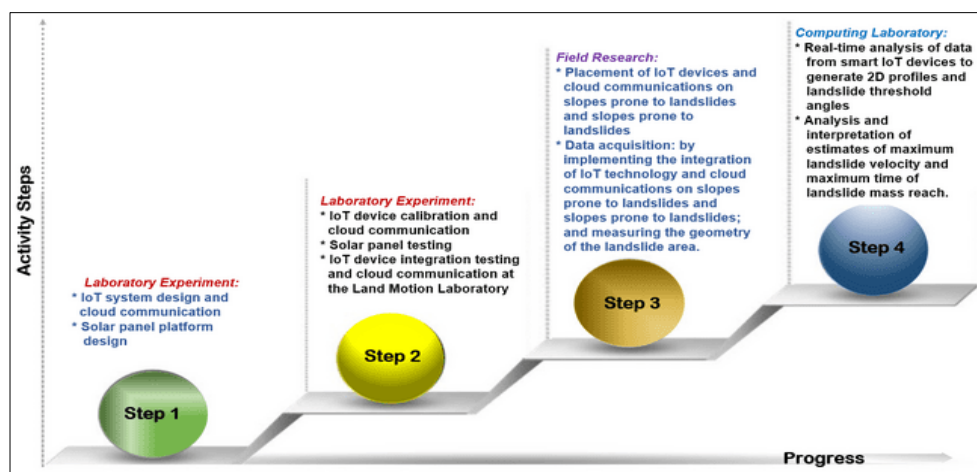 Activity Steps
Laboratory Experiment:
* IoT system design and
cloud communication
* Solar panel platform
design
Step 1
Laboratory Experiment:
* IoT device calibration and
cloud communication
* Solar panel testing
* IoT device integration testing
and cloud communication at
the Land Motion Laboratory
Step 2
Field Research:
* Placement of IoT devices and
cloud communications on
slopes prone to landslides
and slopes prone to
landslides
* Data acquisition: by
implementing the integration
of IoT technology and cloud
communications on slopes
prone to landslides and
slopes prone to landslides;
and measuring the geometry
of the landslide area.
Step 3
Computing Laboratory:
* Real-time analysis of data
from smart IoT devices to
generate 2D profiles and
landslide threshold
angles
* Analysis and
interpretation of
estimates of maximum
landslide velocity and
maximum time of
landslide mass reach.
Step 4
Progress